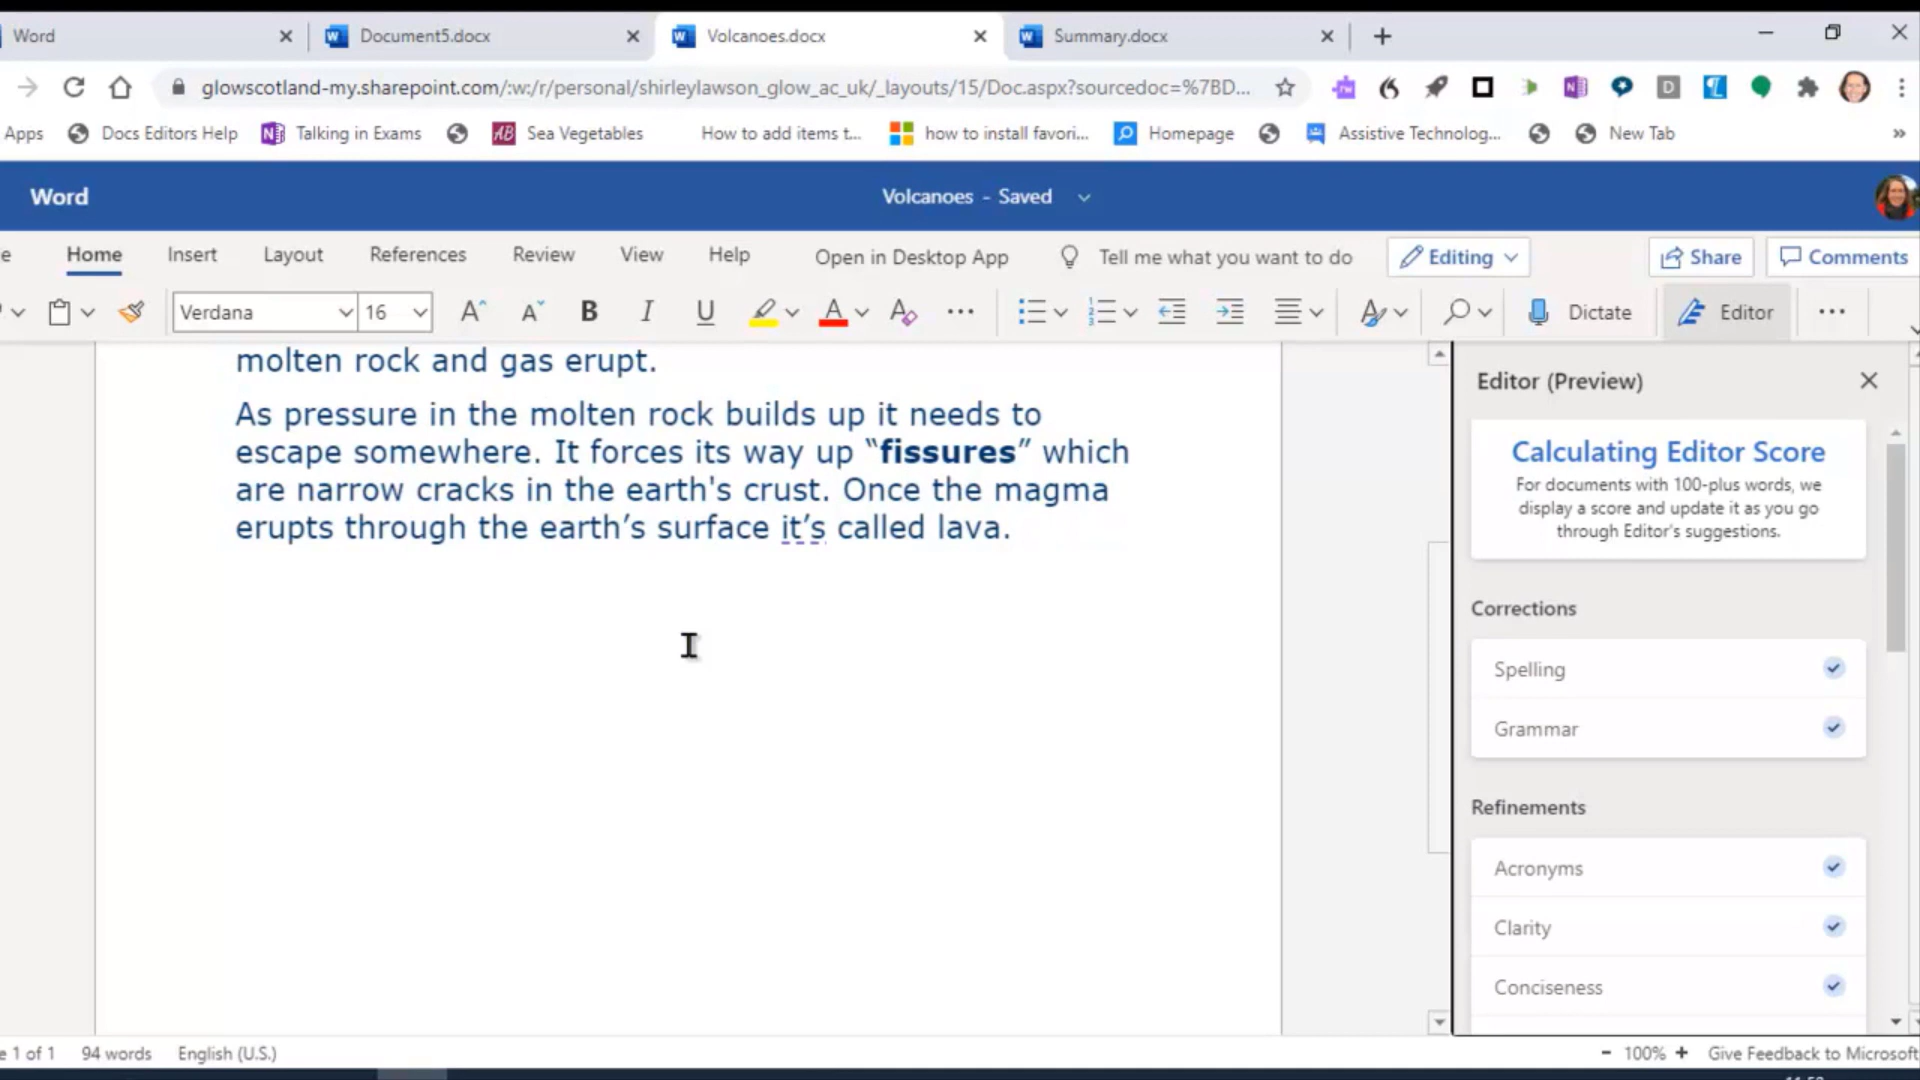 Word Document5.docx Volcanoes.docx Summary.docx
glowscotland-my.sharepoint.com/:w:/r/personal/shirleylawson_glow_ac_uk/_layouts/15/Doc.aspx?sourcedoc=%7BD...
Apps Docs Editors Help Talking in Exams Sea Vegetables How to add items t... how to install favori... Homepage Assistive Technolog... New Tab »
Word Volcanoes - Saved
e Home Insert Layout References Review View Help Open in Desktop App Tell me what you want to do Editing Share Comments
Verdana 16 A A B I U A A ... Dictate Editor ...
molten rock and gas erupt.
As pressure in the molten rock builds up it needs to
escape somewhere. It forces its way up “fissures” which
are narrow cracks in the earth's crust. Once the magma
erupts through the earth’s surface it’s called lava.
Editor (Preview)
Calculating Editor Score
For documents with 100-plus words, we
display a score and update it as you go
through Editor's suggestions.
Corrections
Spelling
Grammar
Refinements
Acronyms
Clarity
Conciseness
e 1 of 1 94 words English (U.S.) - 100% + Give Feedback to Microsoft